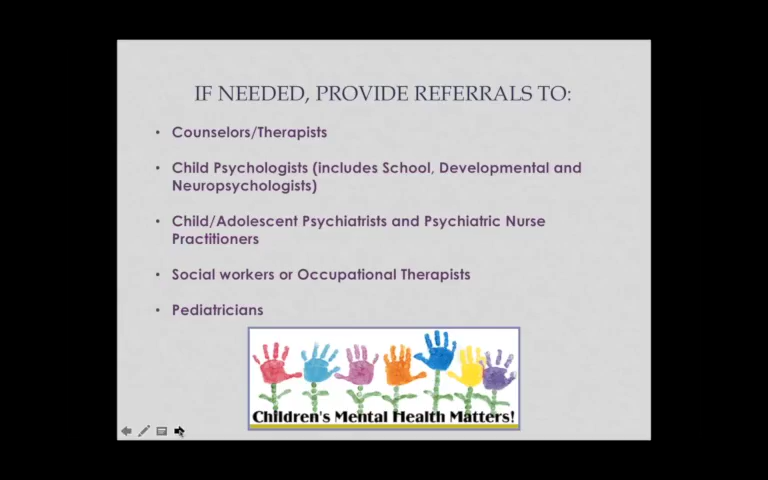 IF NEEDED, PROVIDE REFERRALS TO:
• Counselors/Therapists
• Child Psychologists (includes School, Developmental and
Neuropsychologists)
• Child/Adolescent Psychiatrists and Psychiatric Nurse
Practitioners
• Social workers or Occupational Therapists
• Pediatricians
Children's Mental Health Matters!